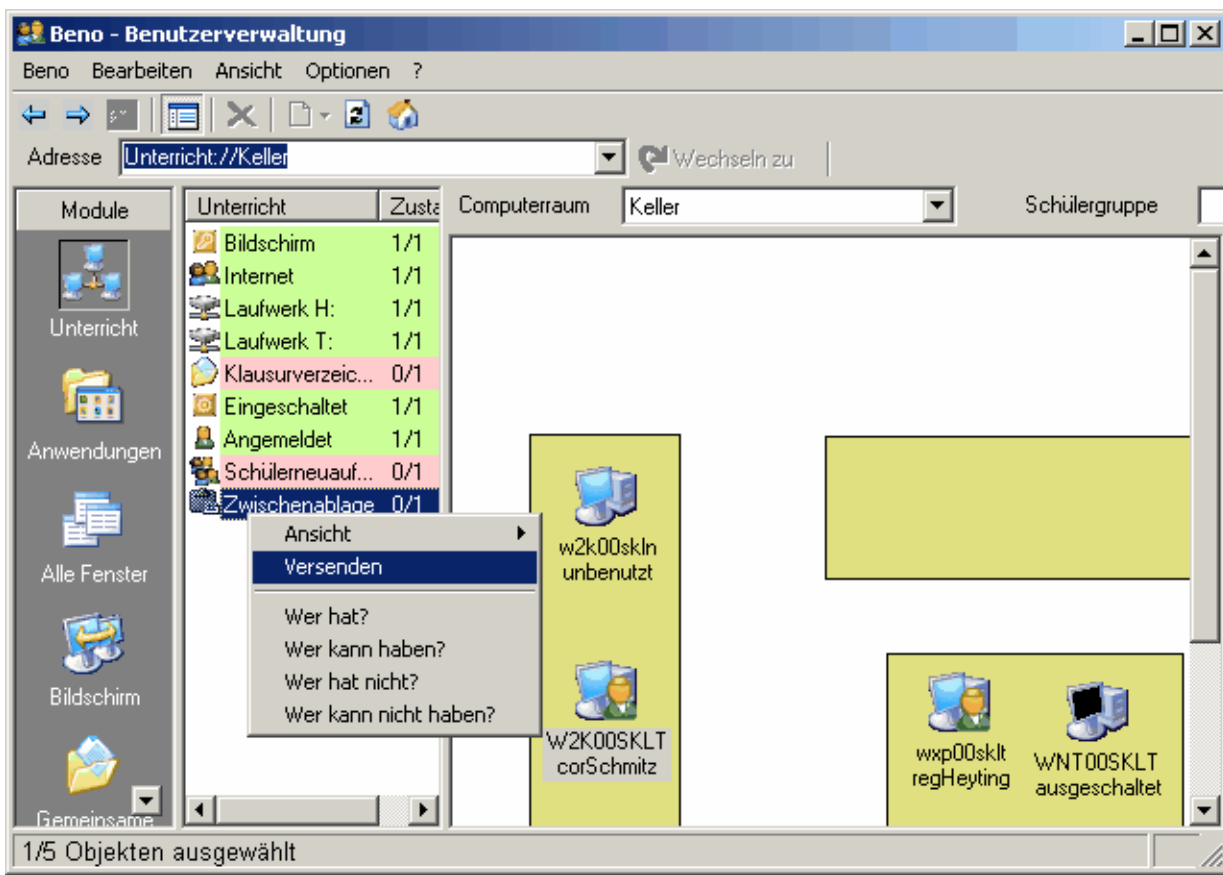 Beno - Benutzerverwaltung
Beno Bearbeiten Ansicht Optionen ?
Adresse Unterricht://Keller Wechseln zu
Module
Unterricht
Anwendungen
Alle Fenster
Bildschirm
Gemeinsame
Unterricht Zusta
Bildschirm 1/1
Internet 1/1
Laufwerk H: 1/1
Laufwerk T: 1/1
Klausurverzeic... 0/1
Eingeschaltet 1/1
Angemeldet 1/1
Schülerneuauf... 0/1
Zwischenablage 0/1
Ansicht
Versenden
Wer hat?
Wer kann haben?
Wer hat nicht?
Wer kann nicht haben?
Computerraum Keller Schülergruppe
w2k00skln
unbenutzt
W2K00SKLT
corSchmitz
wxp00sklt
regHeyting
WNT00SKLT
ausgeschaltet
1/5 Objekten ausgewählt